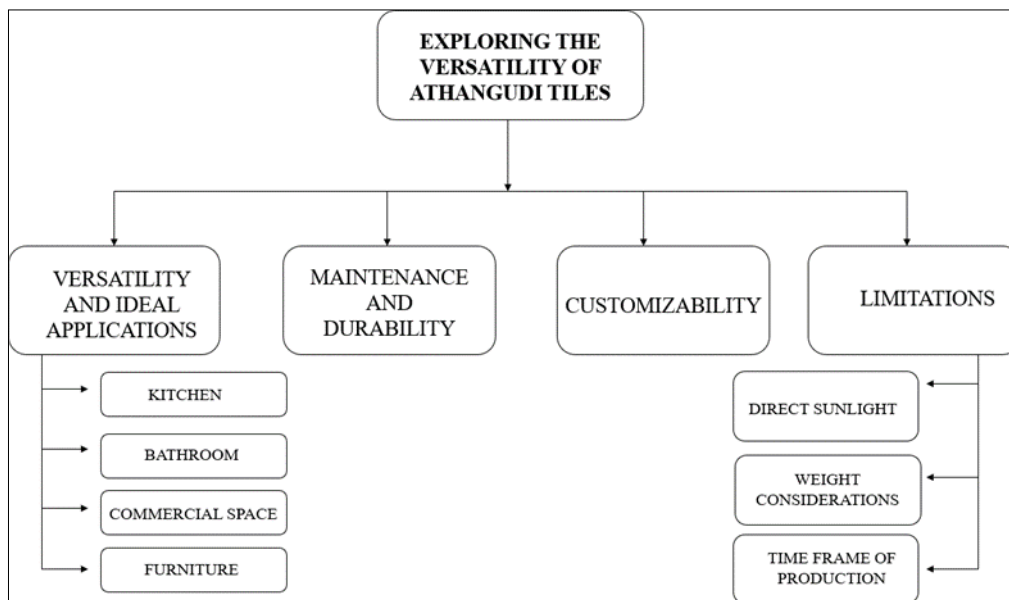 EXPLORING THE
VERSATILITY OF
ATHANGUDI TILES
VERSATILITY
AND IDEAL
APPLICATIONS
MAINTENANCE
AND
DURABILITY
CUSTOMIZABILITY
LIMITATIONS
KITCHEN
BATHROOM
COMMERCIAL SPACE
FURNITURE
DIRECT SUNLIGHT
WEIGHT
CONSIDERATIONS
TIME FRAME OF
PRODUCTION